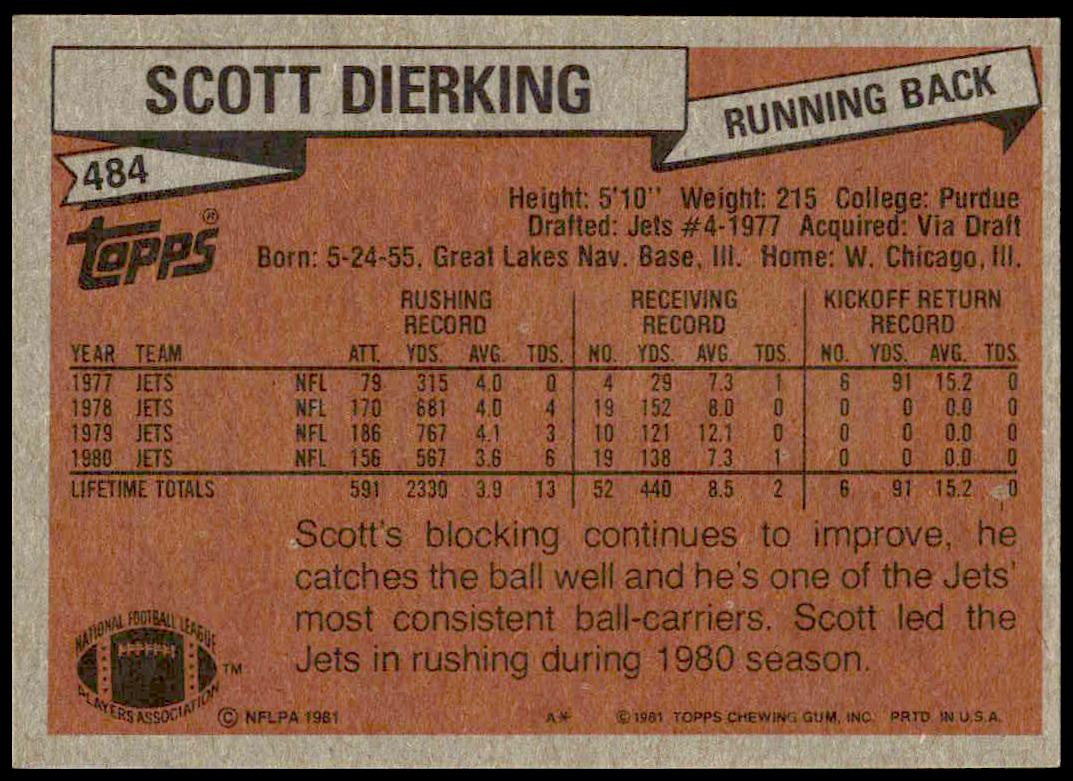 SCOTT DIERKING
RUNNING BACK
484
topps®
Height: 5'10'' Weight: 215 College: Purdue
Drafted: Jets #4-1977 Acquired: Via Draft
Born: 5-24-55, Great Lakes Nav. Base, Ill. Home: W. Chicago, Ill.
RUSHING RECEIVING KICKOFF RETURN
RECORD RECORD RECORD
YEAR TEAM ATT. YDS. AVG. TDS. NO. YDS. AVG. TDS. NO. YDS. AVG. TDS.
1977 JETS NFL 79 315 4.0 0 4 29 7.3 1 6 91 15.2 0
1978 JETS NFL 170 681 4.0 4 19 152 8.0 0 0 0 0.0 0
1979 JETS NFL 186 767 4.1 3 10 121 12.1 0 0 0 0.0 0
1980 JETS NFL 156 567 3.6 6 19 138 7.3 1 0 0 0.0 0
LIFETIME TOTALS 591 2330 3.9 13 52 440 8.5 2 6 91 15.2 0
Scott's blocking continues to improve, he
catches the ball well and he's one of the Jets'
most consistent ball-carriers. Scott led the
Jets in rushing during 1980 season.
NATIONAL FOOTBALL LEAGUE
PLAYERS ASSOCIATION
TM
© NFLPA 1981 A* © 1981 TOPPS CHEWING GUM, INC. PRTD. IN U.S.A.